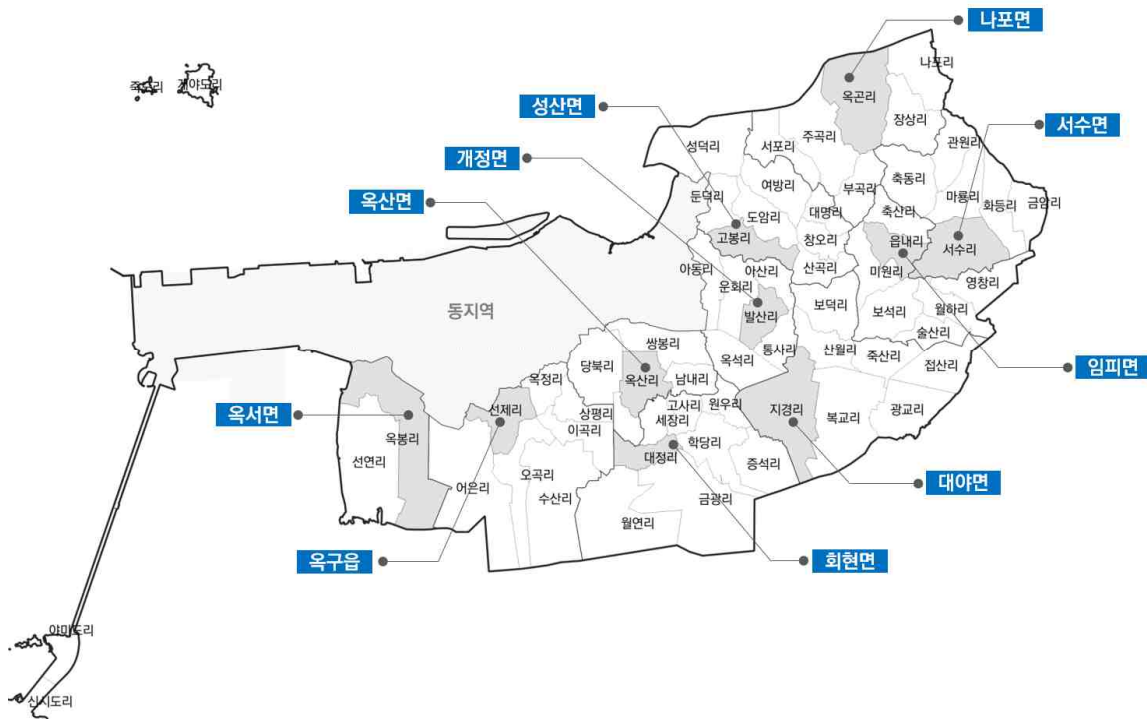 나포면
나포리
죽도리
개야도리
옥곤리
성산면
장상리
서수면
주곡리
성덕리
서포리
관원리
개정면
축동리
여방리
부곡리
둔덕리
마룡리
화등리
금암리
옥산면
도암리
대명리
축산리
고봉리
창오리
읍내리
서수리
아동리
아산리
산곡리
미원리
영창리
운회리
동지역
발산리
보덕리
보석리
월하리
술산리
쌍봉리
통사리
산월리
죽산리
옥석리
접산리
임피면
당북리
옥정리
옥산리
남내리
옥서면
선제리
상평리
고사리
원우리
지경리
복교리
광교리
세장리
이곡리
옥봉리
학당리
대정리
선연리
증석리
오곡리
대야면
어은리
수산리
금광리
월연리
옥구읍
회현면
야미도리
신시도리